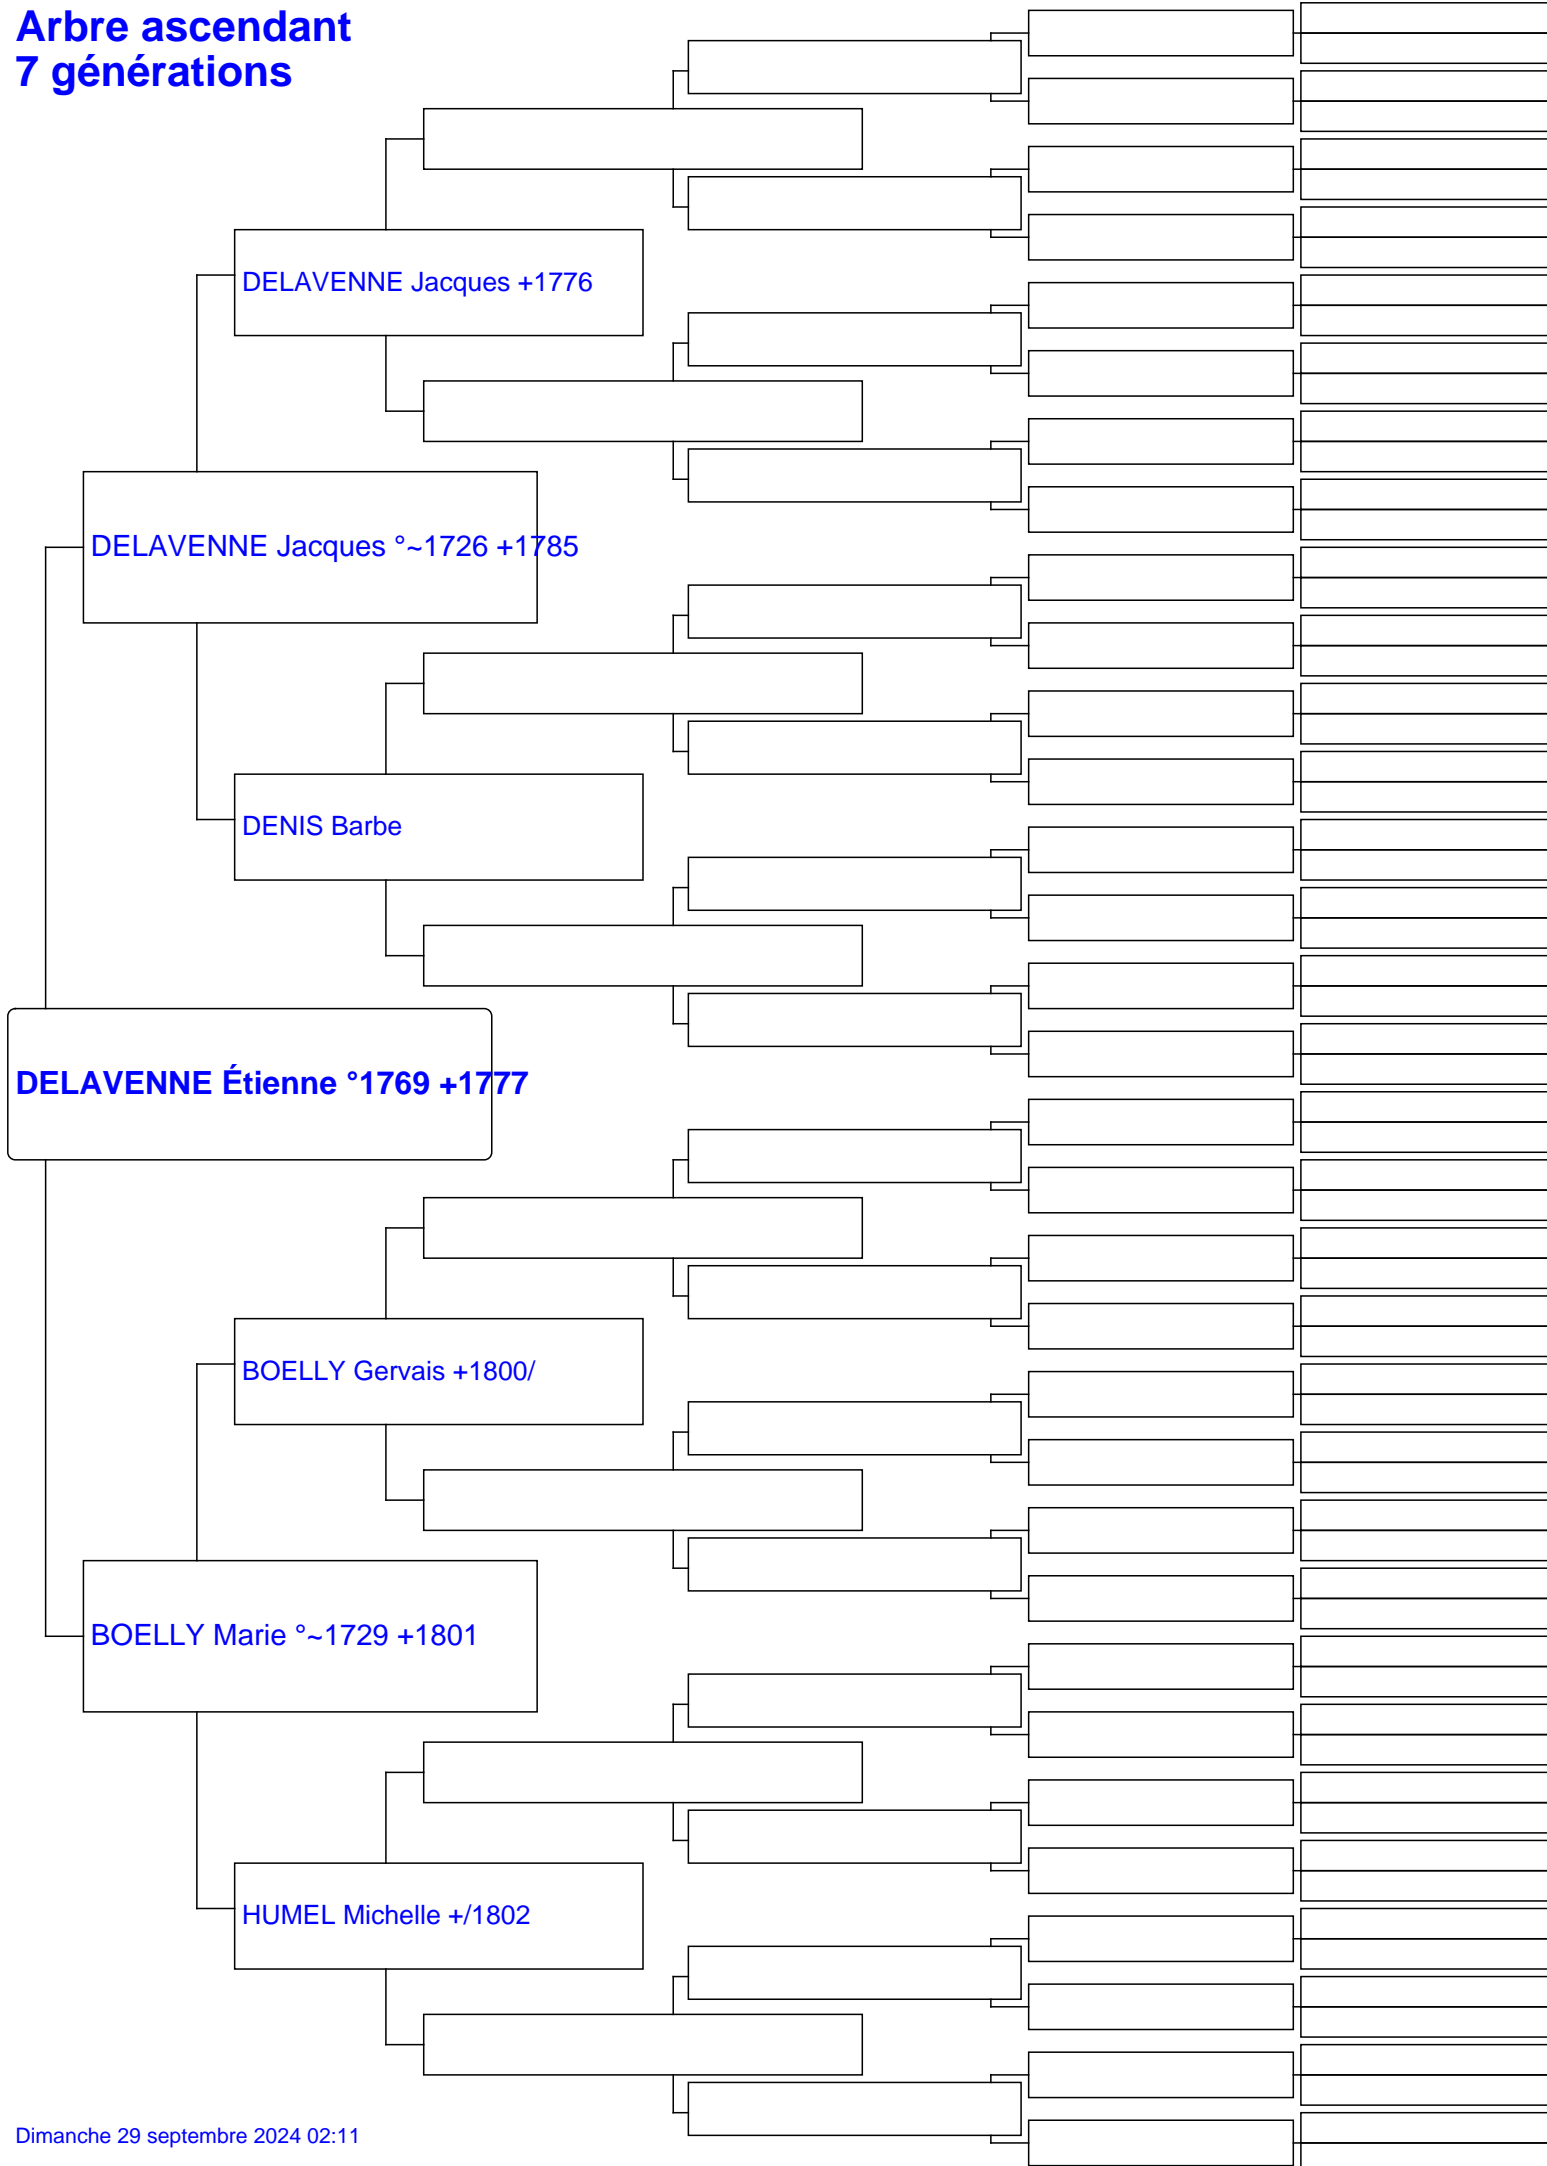 Arbre ascendant
7 générations
DELAVENNE Jacques +1776
DELAVENNE Jacques °~1726 +1785
DENIS Barbe
DELAVENNE Étienne °1769 +1777
BOELLY Gervais +1800/
BOELLY Marie °~1729 +1801
HUMEL Michelle +/1802
Dimanche 29 septembre 2024 02:11